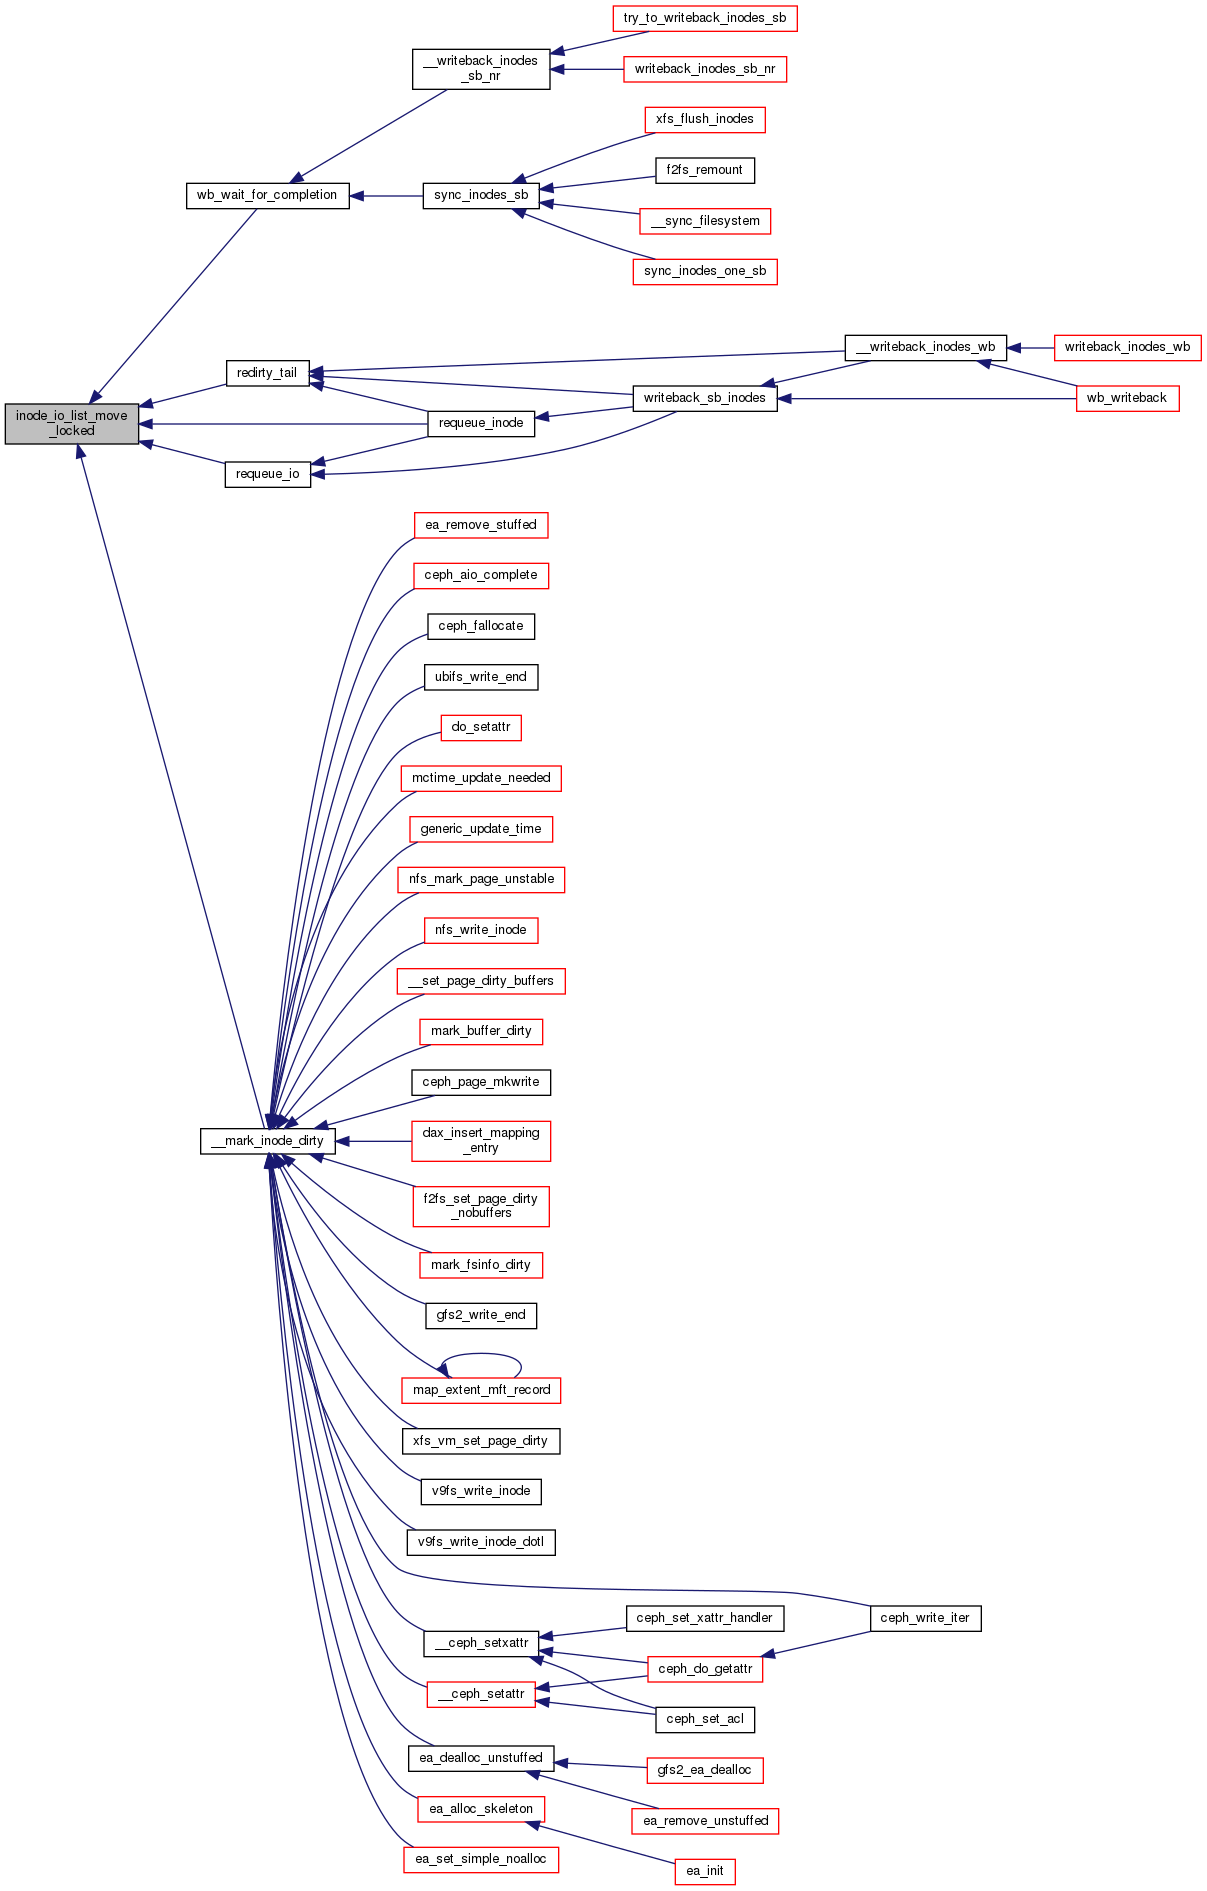 try_to_writeback_inodes_sb
__writeback_inodes
_sb_nr
writeback_inodes_sb_nr
xfs_flush_inodes
f2fs_remount
wb_wait_for_completion
sync_inodes_sb
__sync_filesystem
sync_inodes_one_sb
__writeback_inodes_wb
writeback_inodes_wb
redirty_tail
writeback_sb_inodes
wb_writeback
inode_io_list_move
_locked
requeue_inode
requeue_io
ea_remove_stuffed
ceph_aio_complete
ceph_fallocate
ubifs_write_end
do_setattr
mctime_update_needed
generic_update_time
nfs_mark_page_unstable
nfs_write_inode
__set_page_dirty_buffers
mark_buffer_dirty
ceph_page_mkwrite
__mark_inode_dirty
dax_insert_mapping
_entry
f2fs_set_page_dirty
_nobuffers
mark_fsinfo_dirty
gfs2_write_end
map_extent_mft_record
xfs_vm_set_page_dirty
v9fs_write_inode
v9fs_write_inode_dotl
ceph_set_xattr_handler
ceph_write_iter
__ceph_setxattr
ceph_do_getattr
__ceph_setattr
ceph_set_acl
ea_dealloc_unstuffed
gfs2_ea_dealloc
ea_alloc_skeleton
ea_remove_unstuffed
ea_set_simple_noalloc
ea_init